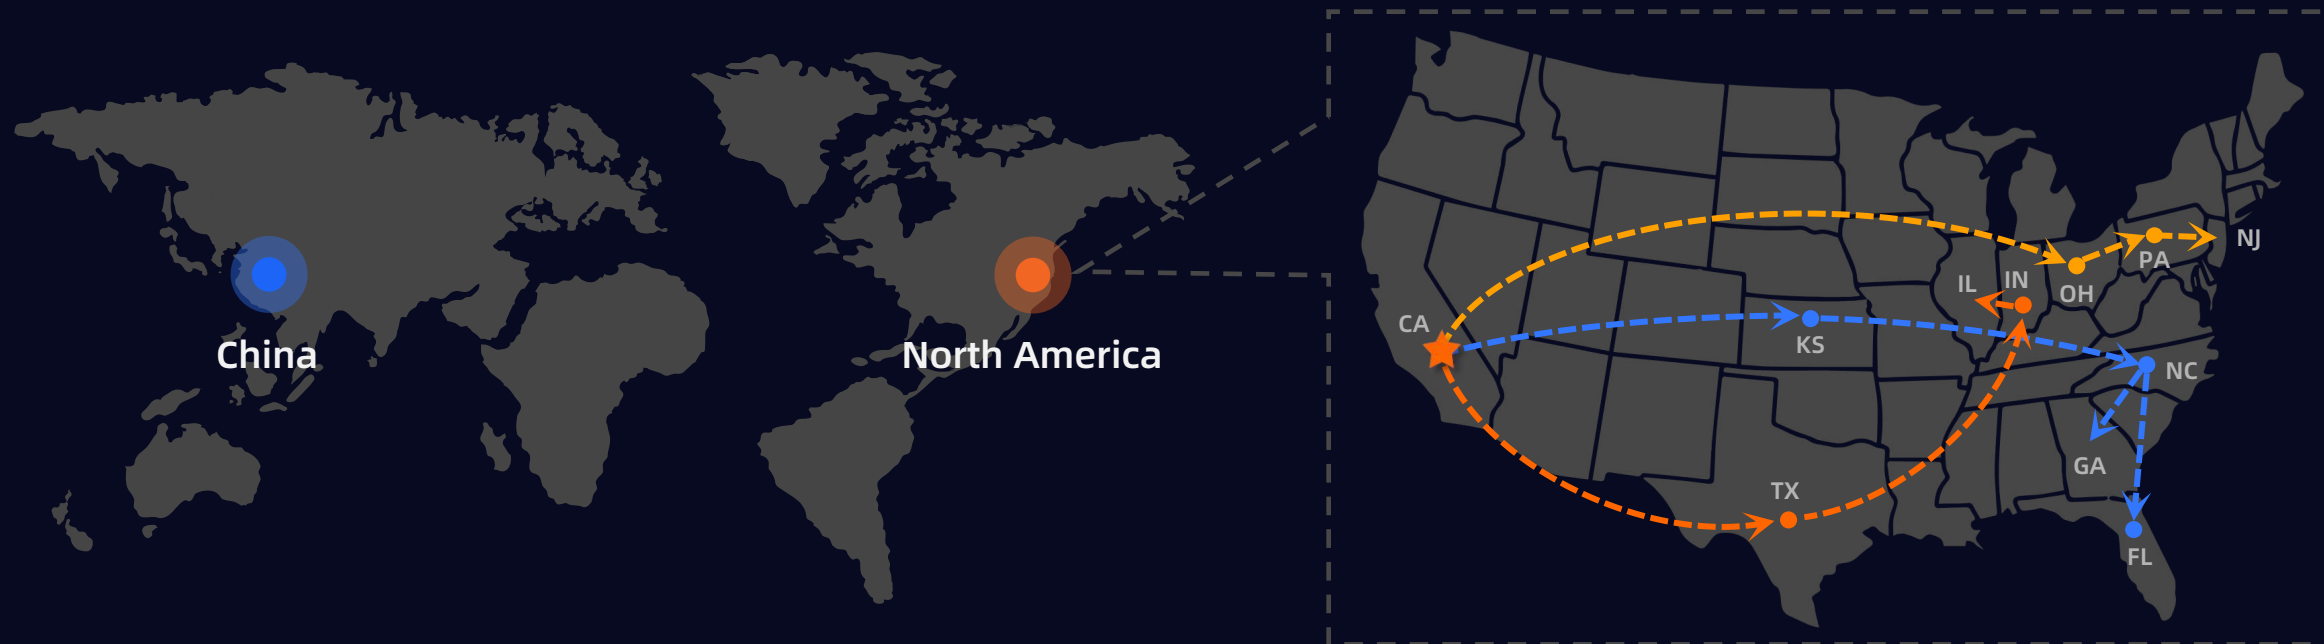 China
North America
CA
KS
TX
IL
IN
OH
PA
NJ
NC
GA
FL